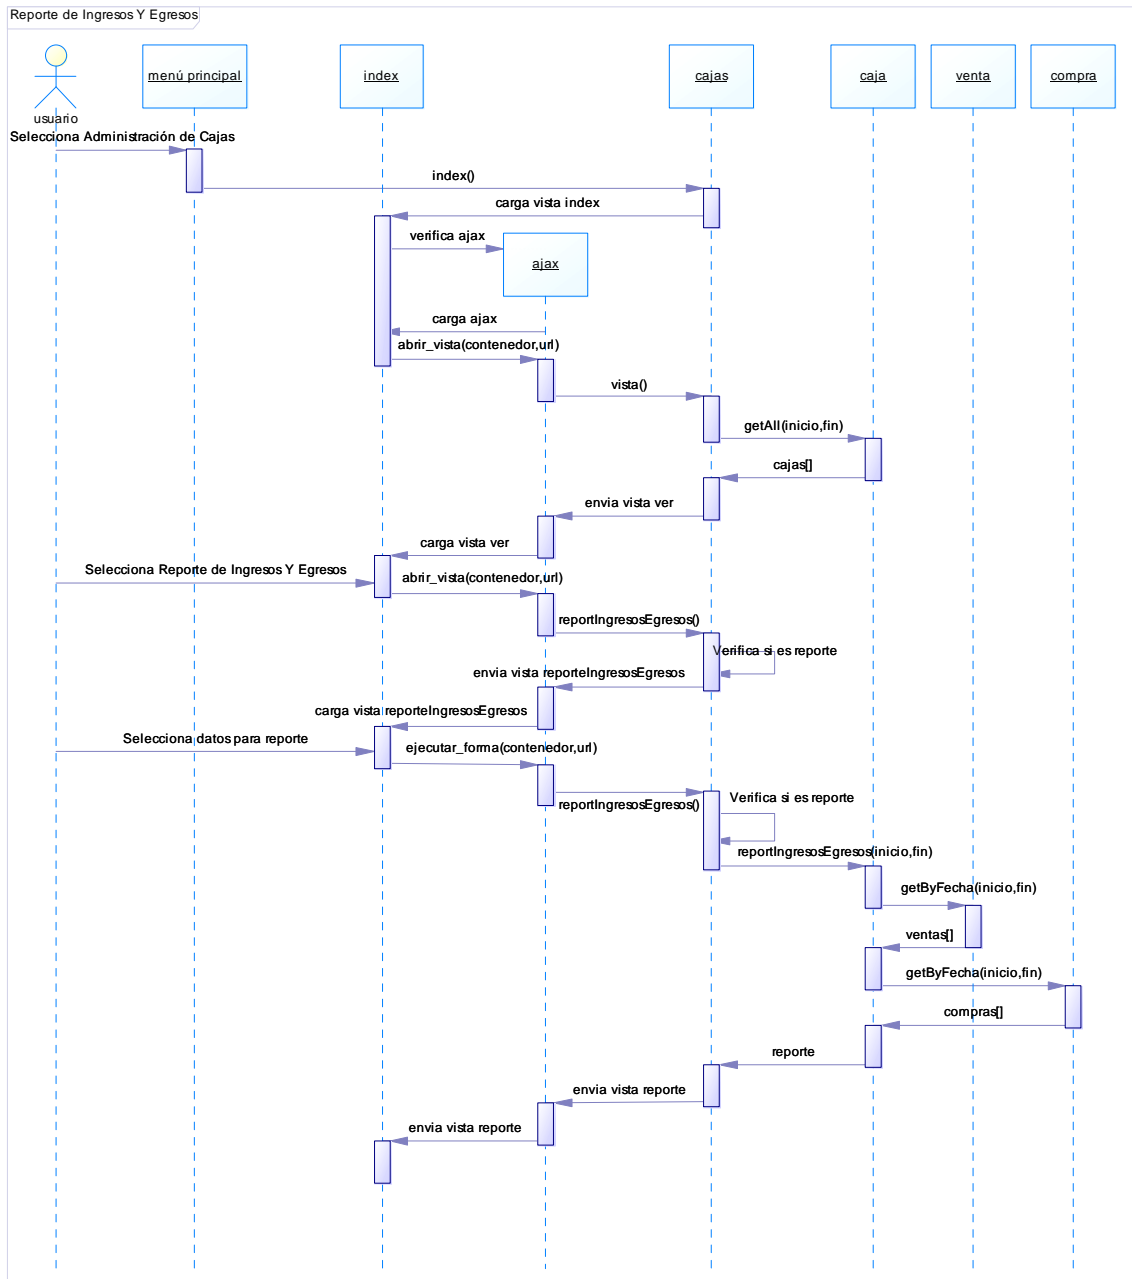 Reporte de Ingresos Y Egresos
usuario
menú principal
index
cajas
caja
venta
compra
Selecciona Administración de Cajas
index()
carga vista index
verifica ajax
ajax
carga ajax
abrir_vista(contenedor,url)
vista()
getAll(inicio,fin)
cajas[]
envia vista ver
carga vista ver
Selecciona Reporte de Ingresos Y Egresos
abrir_vista(contenedor,url)
reportIngresosEgresos()
Verifica si es reporte
envia vista reporteIngresosEgresos
carga vista reporteIngresosEgresos
Selecciona datos para reporte
ejecutar_forma(contenedor,url)
reportIngresosEgresos()
Verifica si es reporte
reportIngresosEgresos(inicio,fin)
getByFecha(inicio,fin)
ventas[]
getByFecha(inicio,fin)
compras[]
reporte
envia vista reporte
envia vista reporte